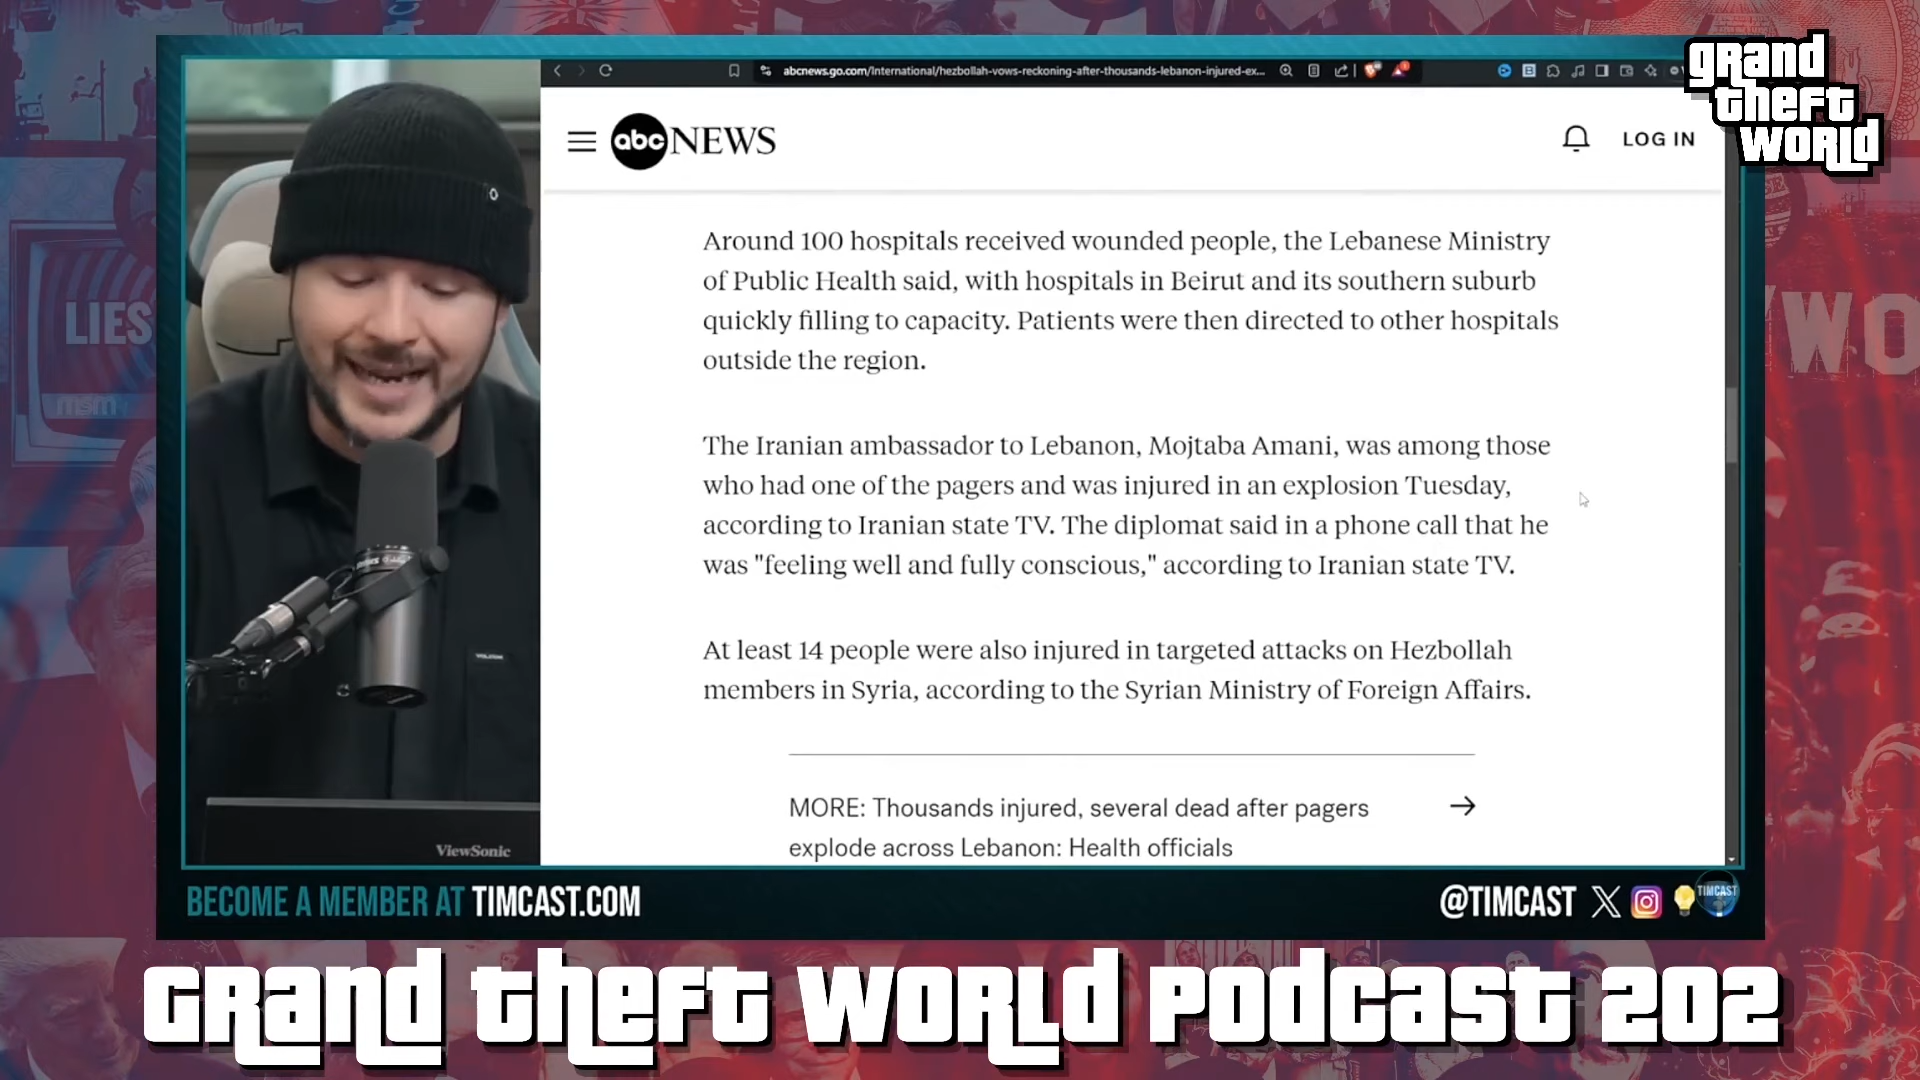 grand
theft
world
abcnews.go.com/International/hezbollah-vows-reckoning-after-thousands-lebanon-injured-ex...
abc NEWS
LOG IN
Around 100 hospitals received wounded people, the Lebanese Ministry
of Public Health said, with hospitals in Beirut and its southern suburb
quickly filling to capacity. Patients were then directed to other hospitals
outside the region.
The Iranian ambassador to Lebanon, Mojtaba Amani, was among those
who had one of the pagers and was injured in an explosion Tuesday,
according to Iranian state TV. The diplomat said in a phone call that he
was "feeling well and fully conscious," according to Iranian state TV.
At least 14 people were also injured in targeted attacks on Hezbollah
members in Syria, according to the Syrian Ministry of Foreign Affairs.
MORE: Thousands injured, several dead after pagers
explode across Lebanon: Health officials
LIES
msm
WO
VOLCOM
ViewSonic
BECOME A MEMBER AT TIMCAST.COM
@TIMCAST
TIMCAST
GRand theft WORLd POdcast 202